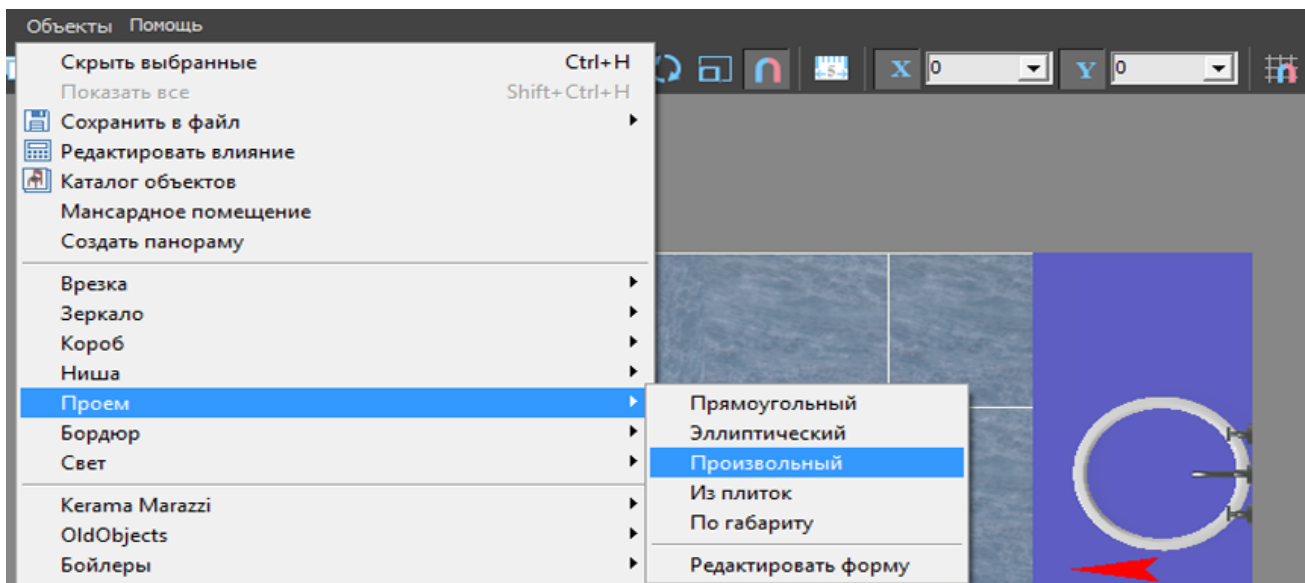 Объекты Помощь
Скрыть выбранные Ctrl+H
Показать все Shift+Ctrl+H
Сохранить в файл
Редактировать влияние
Каталог объектов
Мансардное помещение
Создать панораму
Врезка
Зеркало
Короб
Ниша
Проем
Бордюр
Свет
Kerama Marazzi
OldObjects
Бойлеры
Прямоугольный
Эллиптический
Произвольный
Из плиток
По габариту
Редактировать форму
5 X 0 Y 0